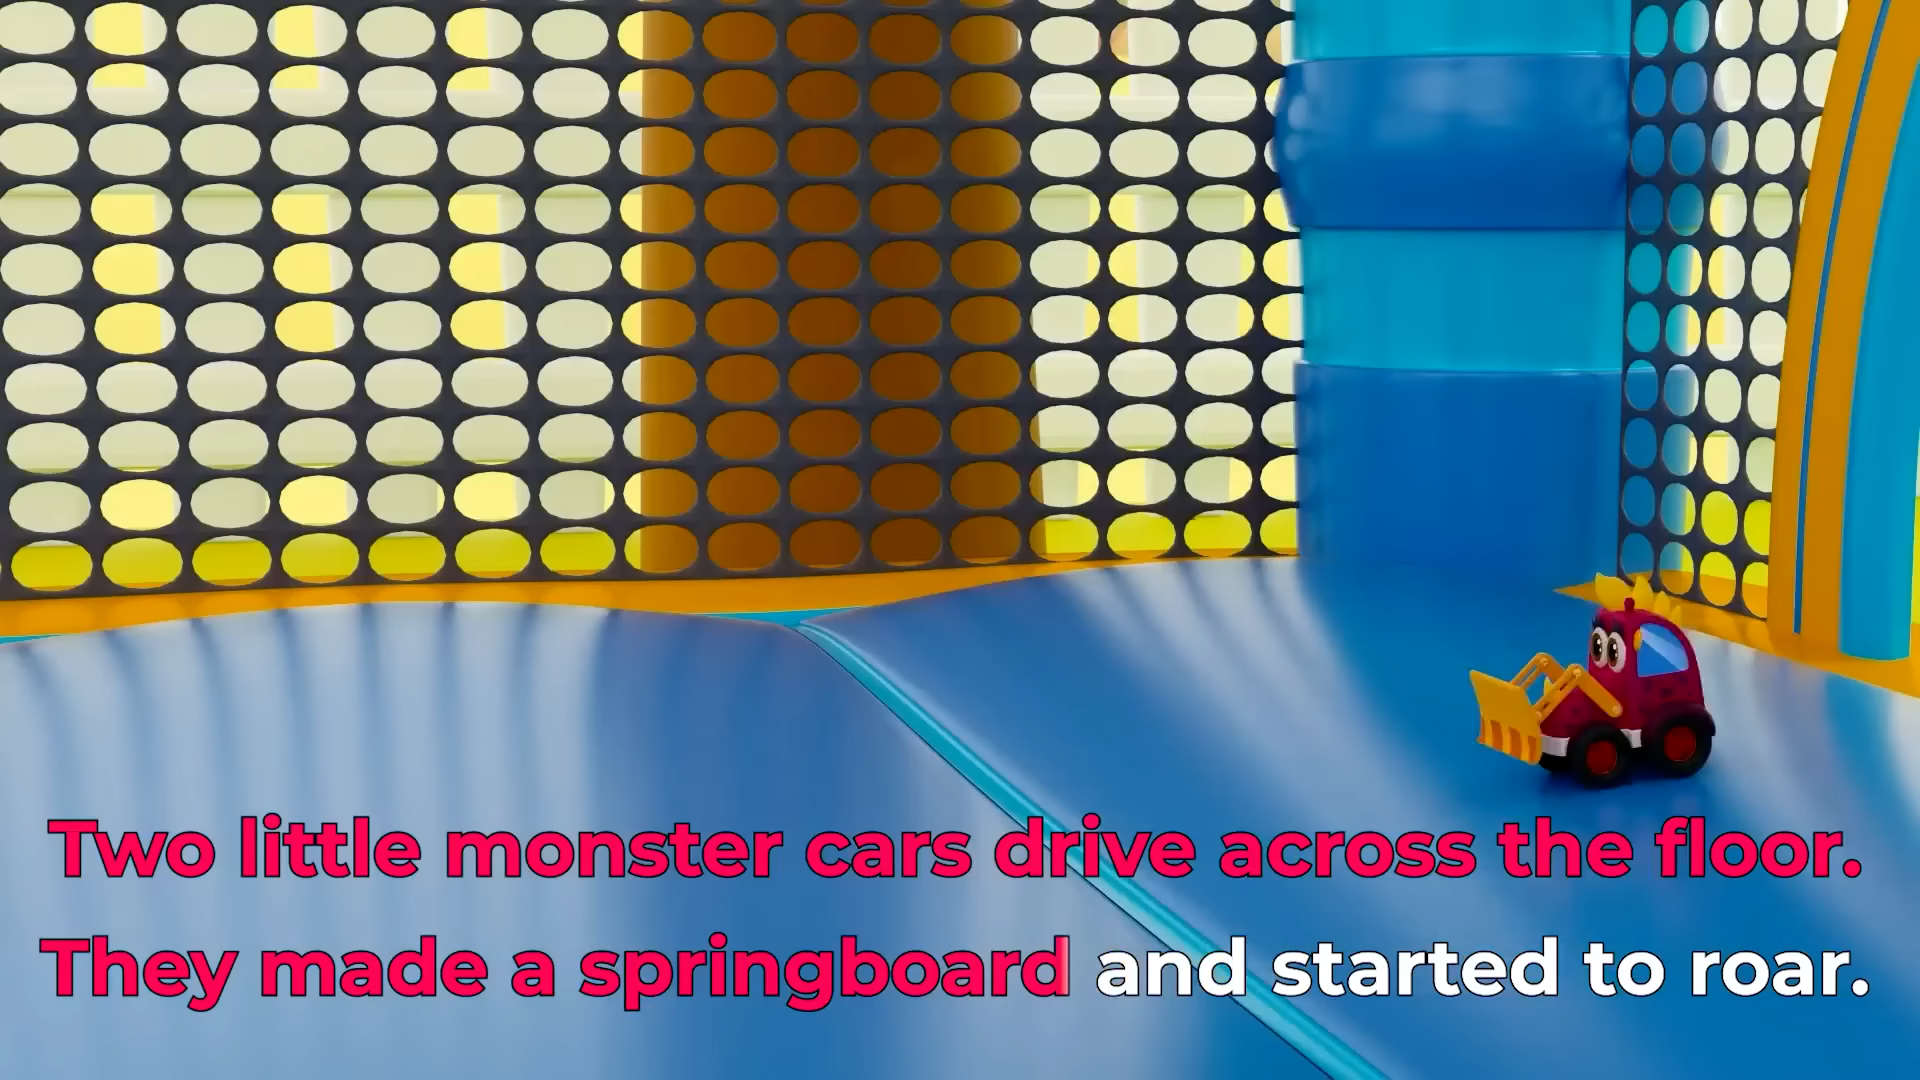 Two little monster cars drive across the floor.
They made a springboard and started to roar.